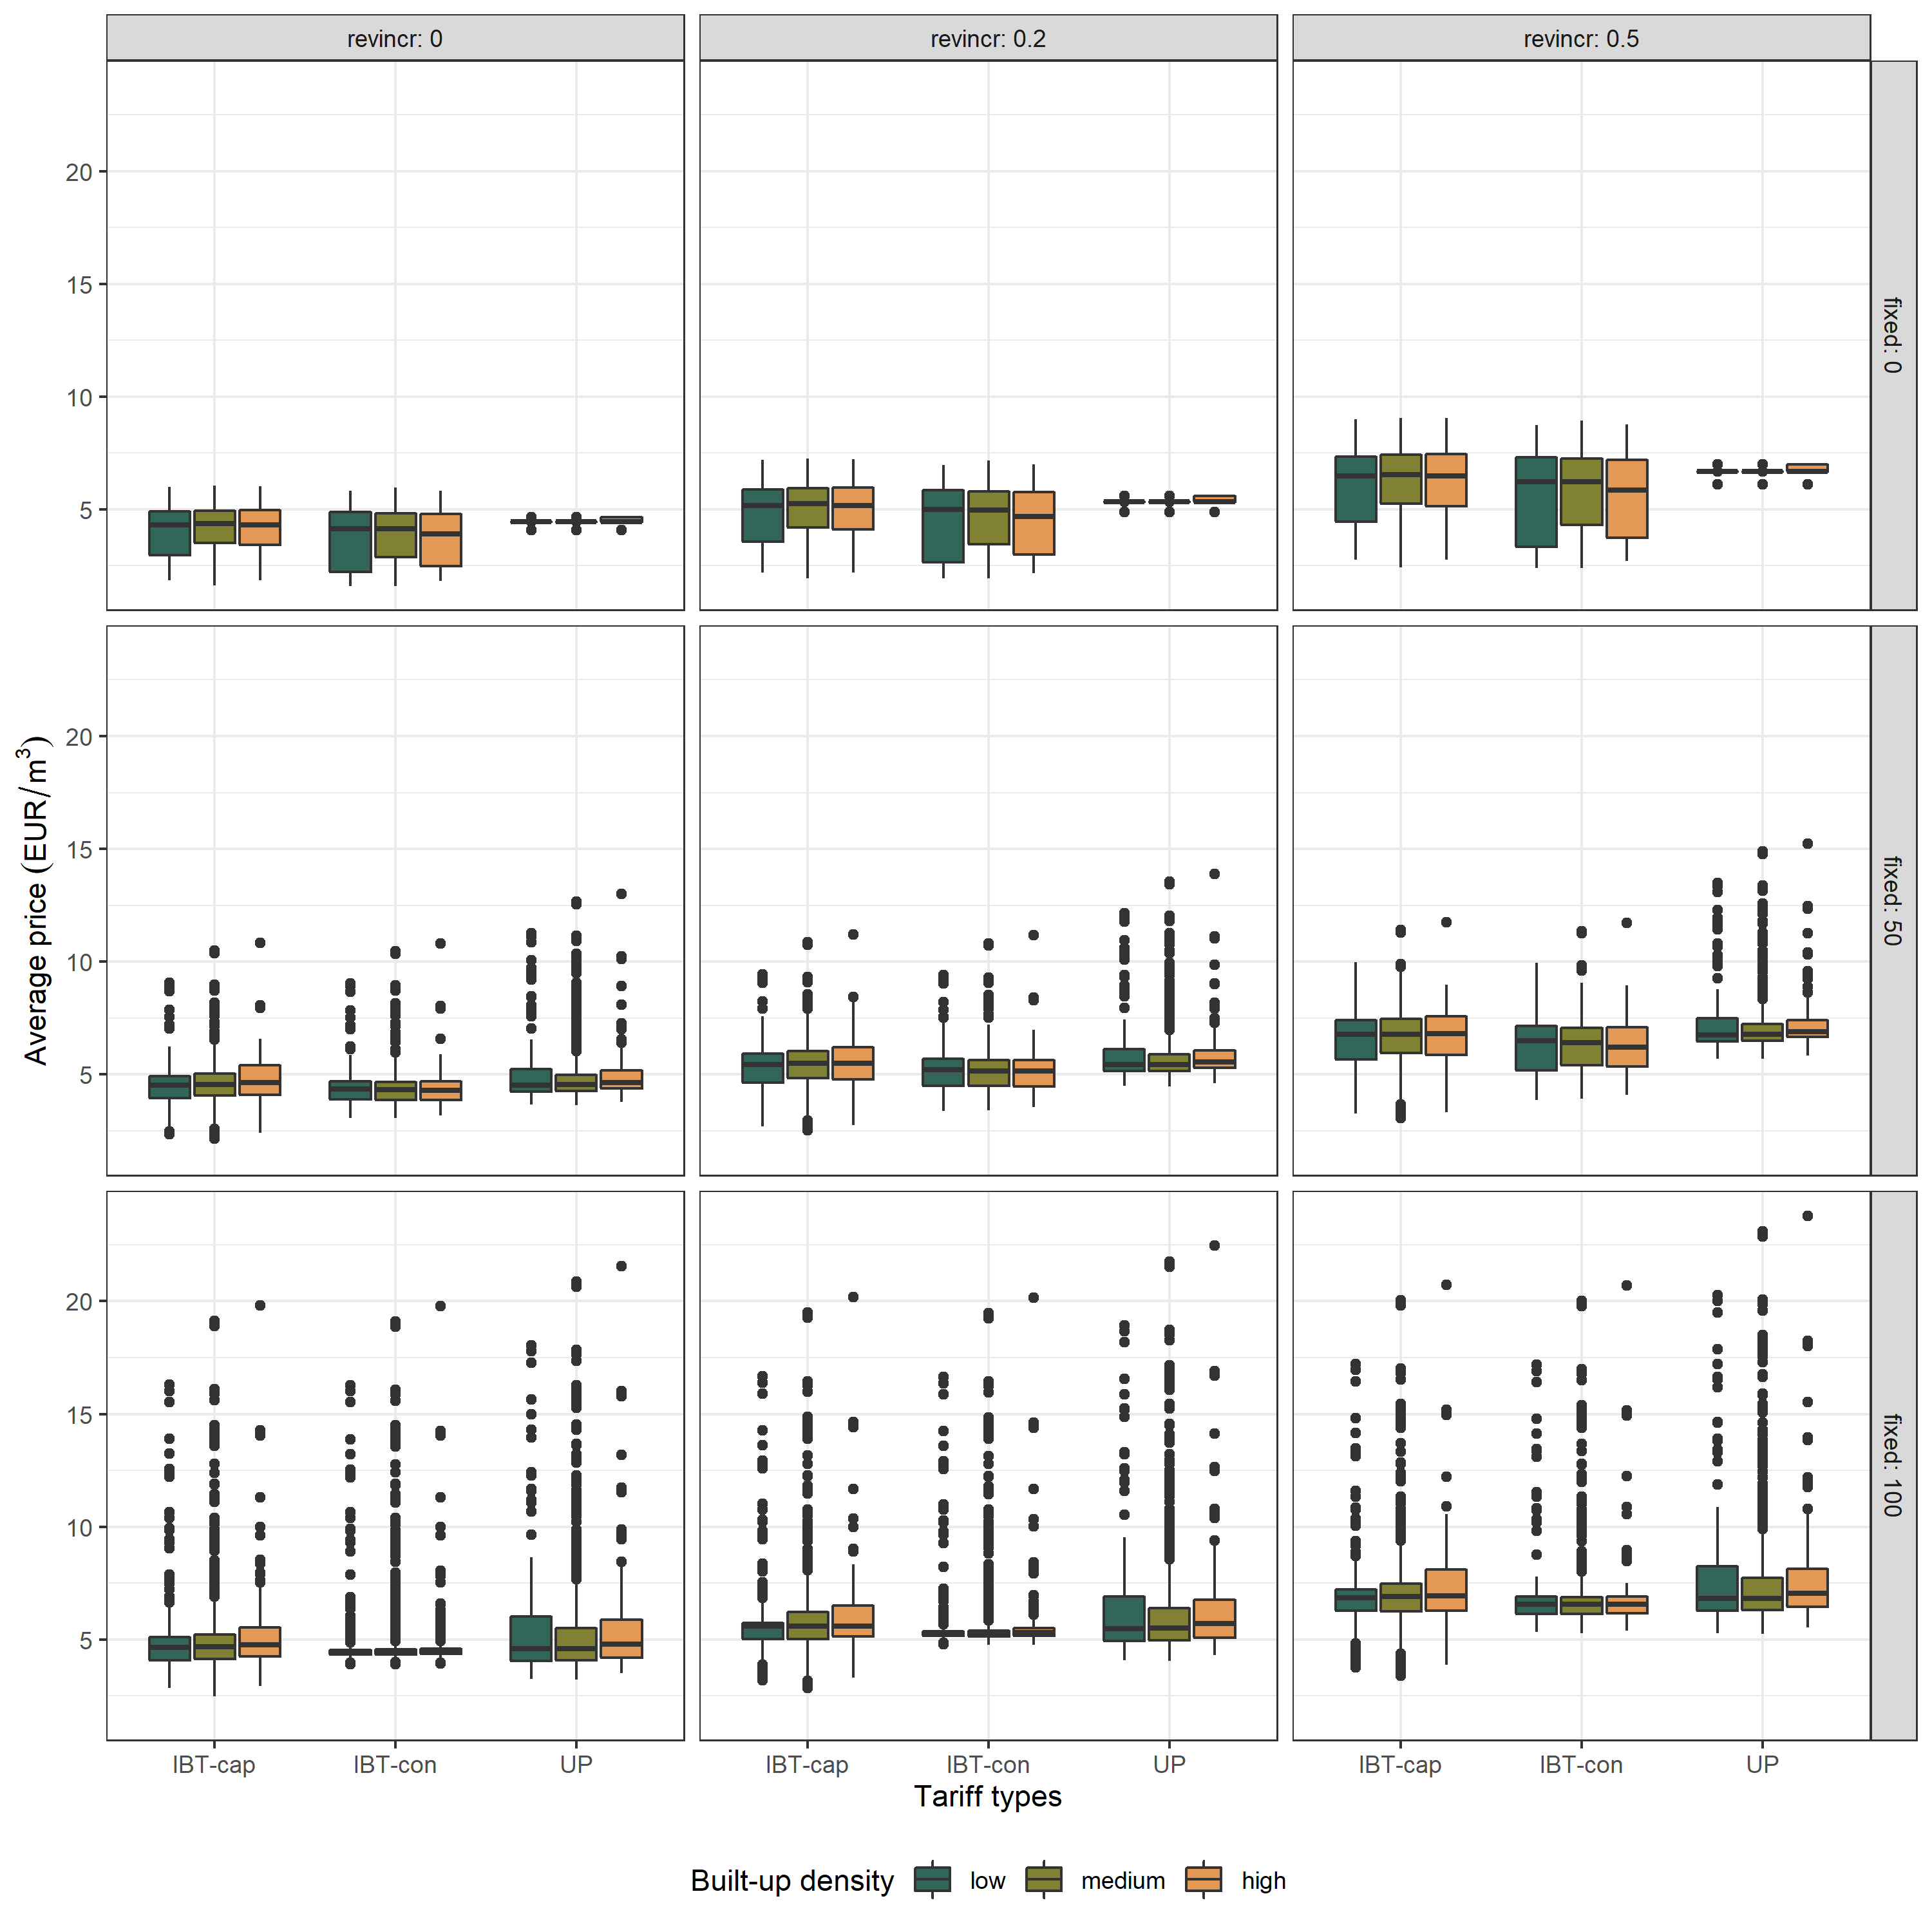 revincr: 0
revincr: 0.2
revincr: 0.5
20
15
10
5
fixed: 0
20
15
10
5
fixed: 50
20
15
10
5
fixed: 100
Average price (EUR/m³)
IBT-cap IBT-con UP
IBT-cap IBT-con UP
IBT-cap IBT-con UP
Tariff types
Built-up density low medium high